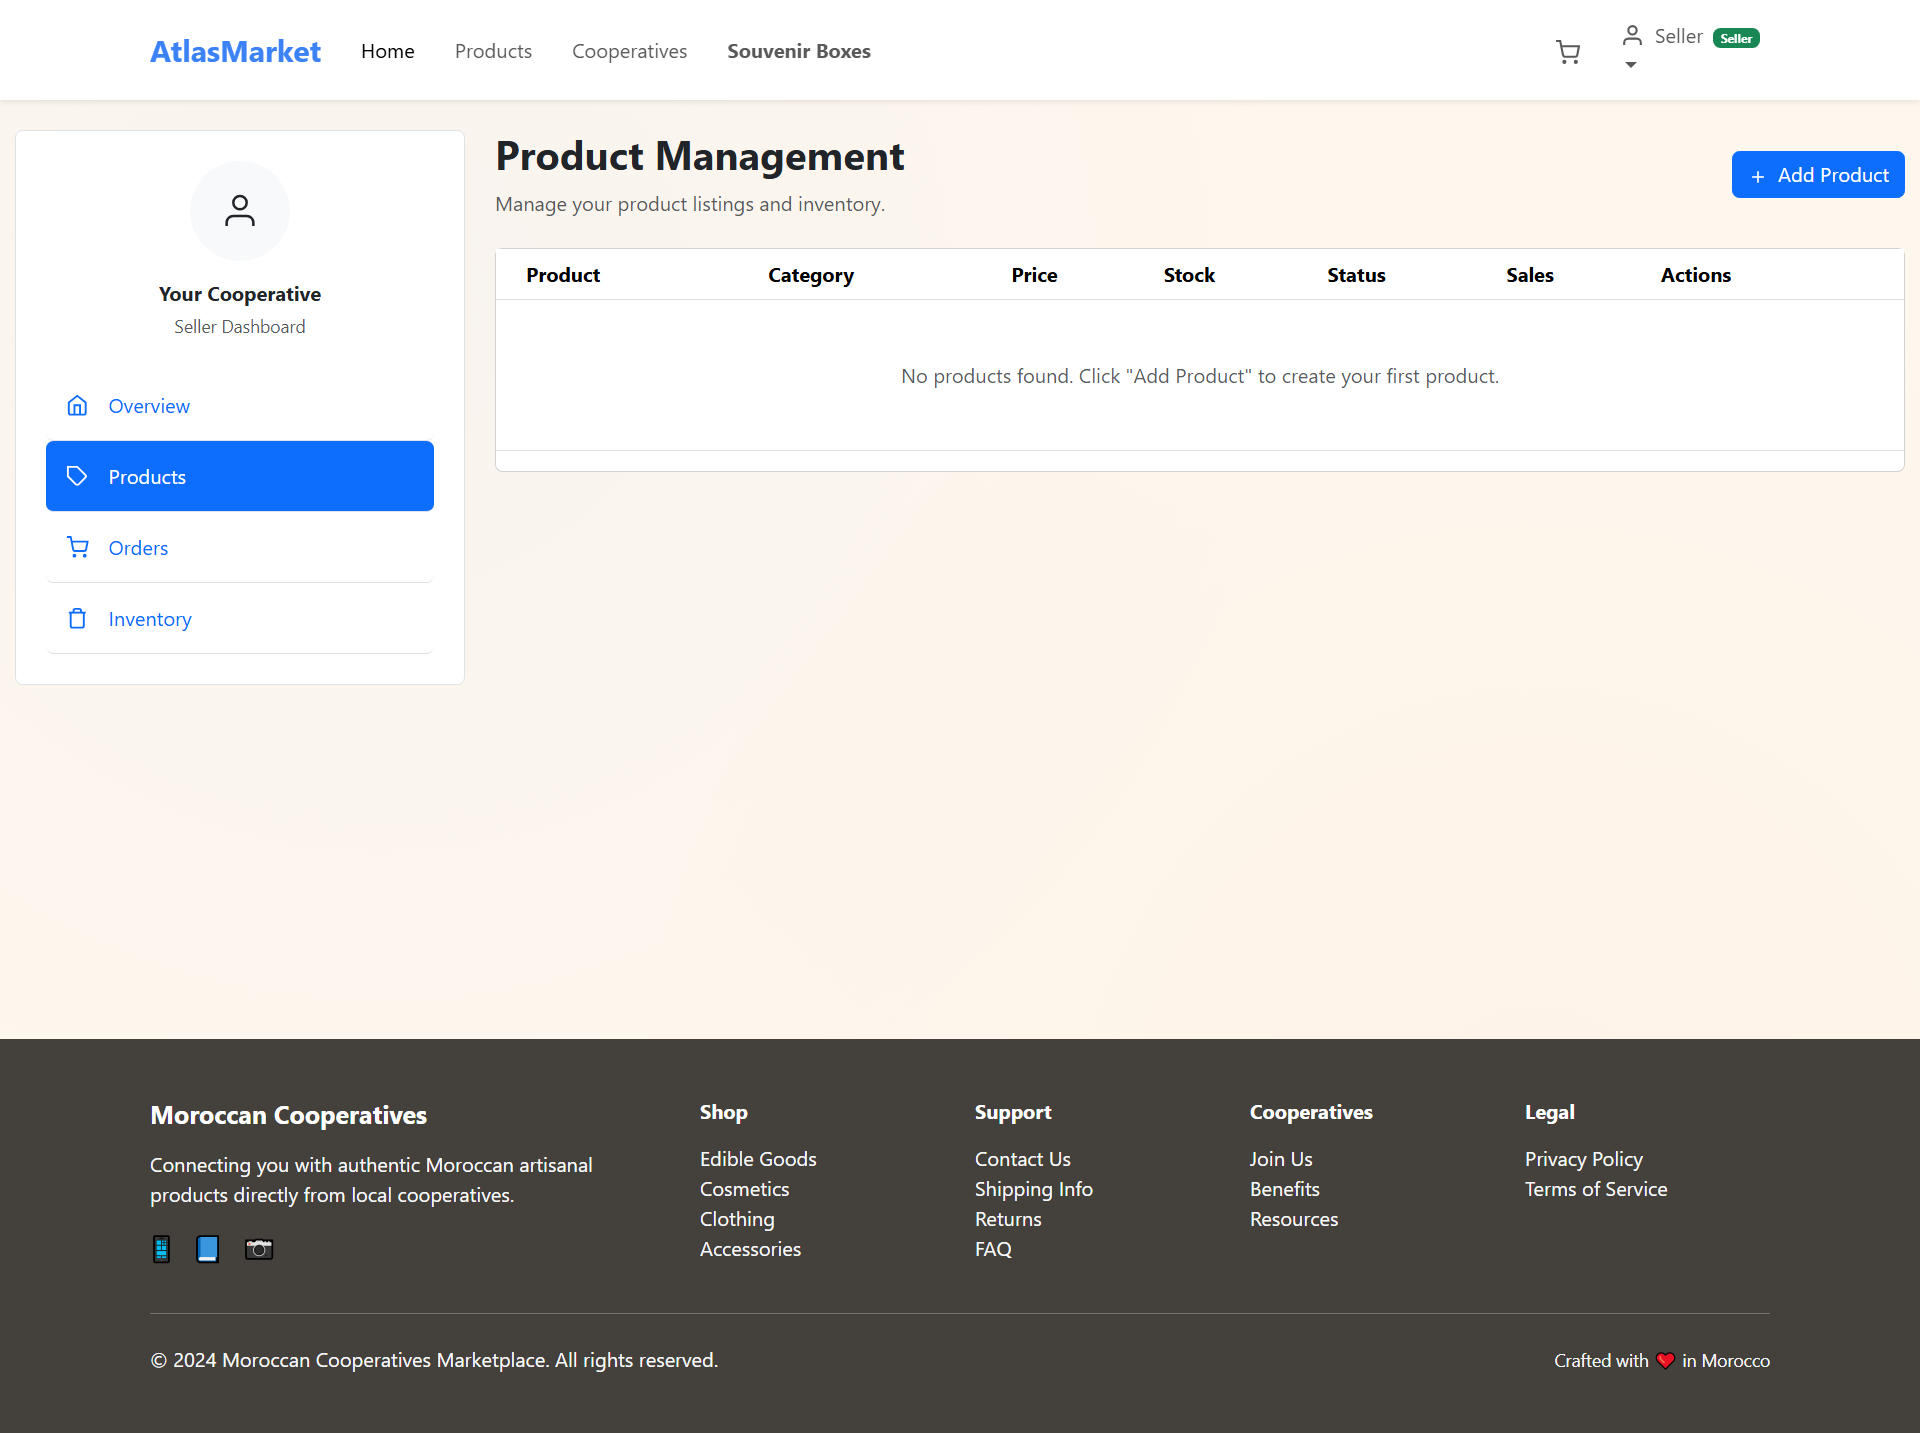 AtlasMarket Home Products Cooperatives Souvenir Boxes Seller Seller
Your Cooperative
Seller Dashboard
Overview
Products
Orders
Inventory
Product Management
Manage your product listings and inventory.
+ Add Product
Product Category Price Stock Status Sales Actions
No products found. Click "Add Product" to create your first product.
Moroccan Cooperatives
Connecting you with authentic Moroccan artisanal
products directly from local cooperatives.
Shop
Edible Goods
Cosmetics
Clothing
Accessories
Support
Contact Us
Shipping Info
Returns
FAQ
Cooperatives
Join Us
Benefits
Resources
Legal
Privacy Policy
Terms of Service
© 2024 Moroccan Cooperatives Marketplace. All rights reserved.
Crafted with ❤️ in Morocco